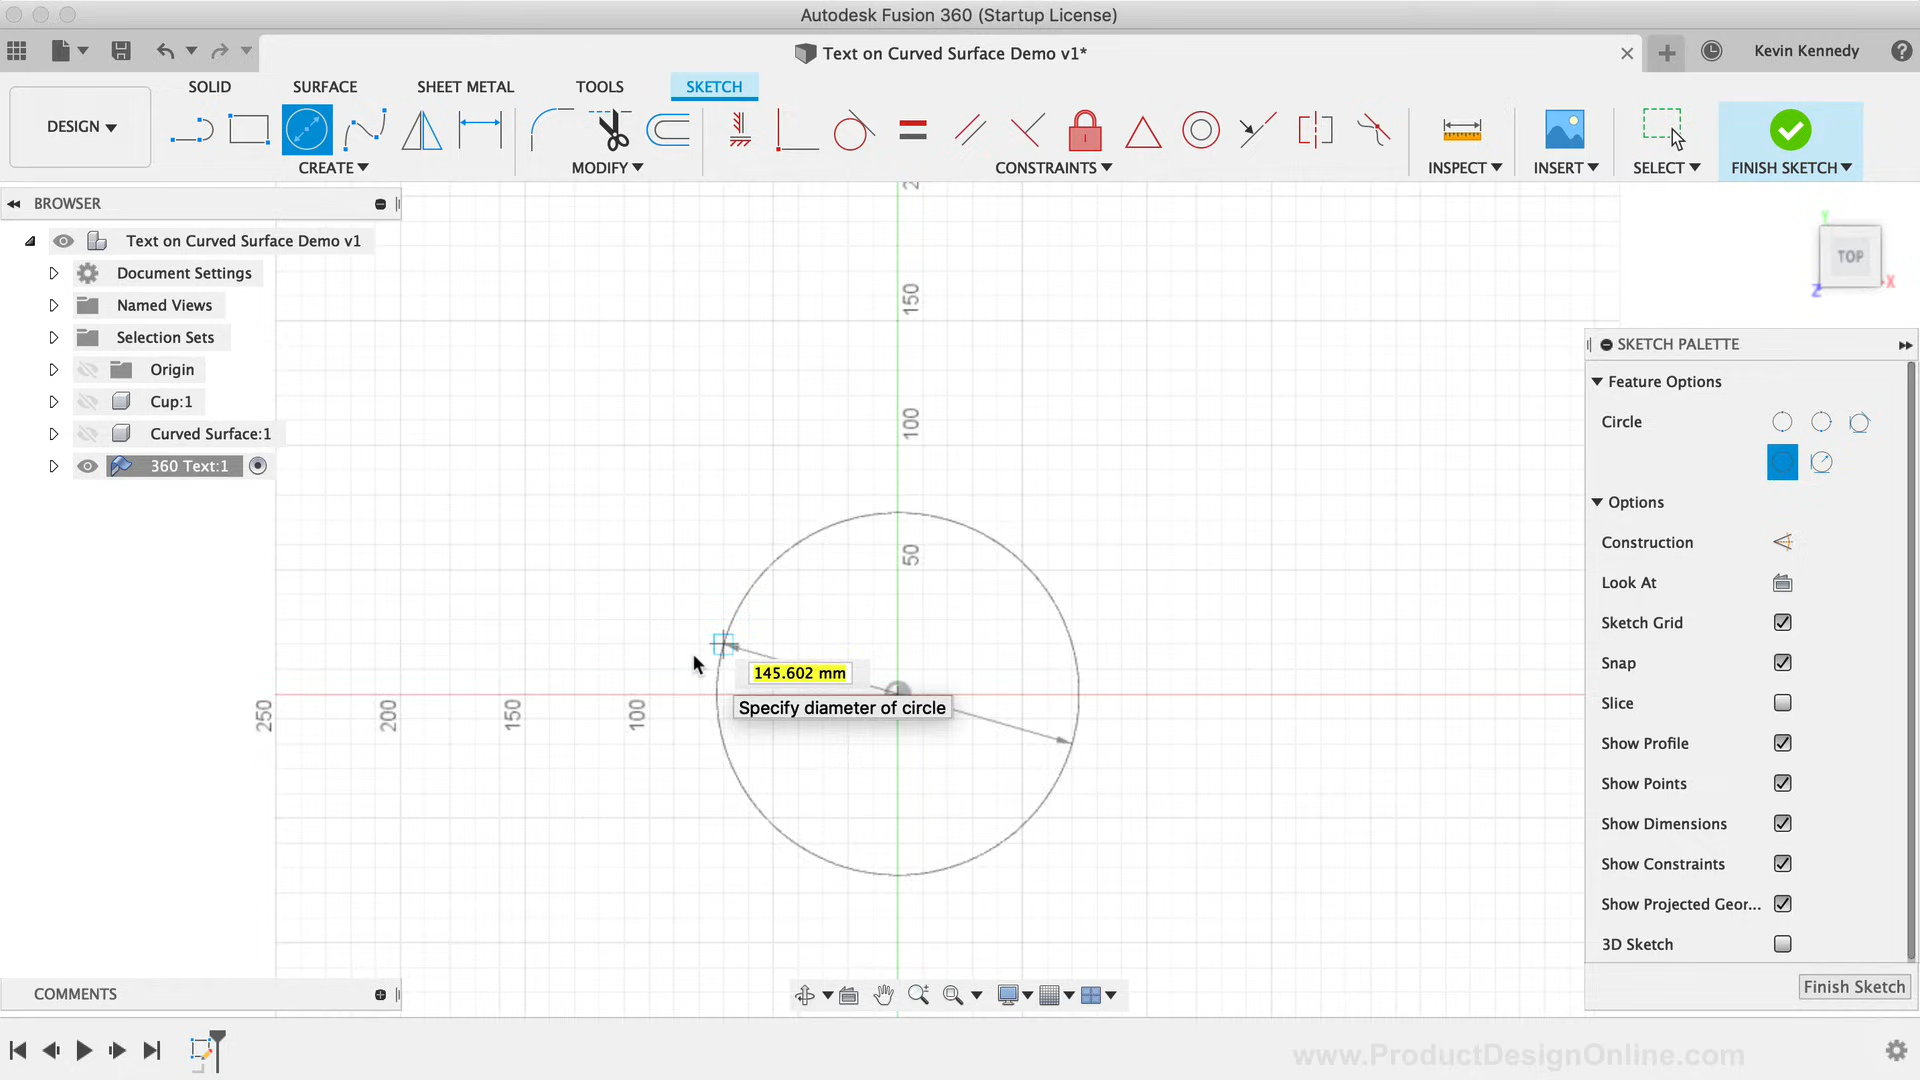 Autodesk Fusion 360 (Startup License)
Text on Curved Surface Demo v1*
Kevin Kennedy
SOLID
SURFACE
SHEET METAL
TOOLS
SKETCH
DESIGN
CREATE
MODIFY
CONSTRAINTS
INSPECT
INSERT
SELECT
FINISH SKETCH
BROWSER
Text on Curved Surface Demo v1
Document Settings
Named Views
Selection Sets
Origin
Cup:1
Curved Surface:1
360 Text:1
150
100
50
250
200
150
100
145.602 mm
Specify diameter of circle
Y
TOP
Z
X
SKETCH PALETTE
Feature Options
Circle
Options
Construction
Look At
Sketch Grid
Snap
Slice
Show Profile
Show Points
Show Dimensions
Show Constraints
Show Projected Geor...
3D Sketch
Finish Sketch
COMMENTS
www.ProductDesignOnline.com